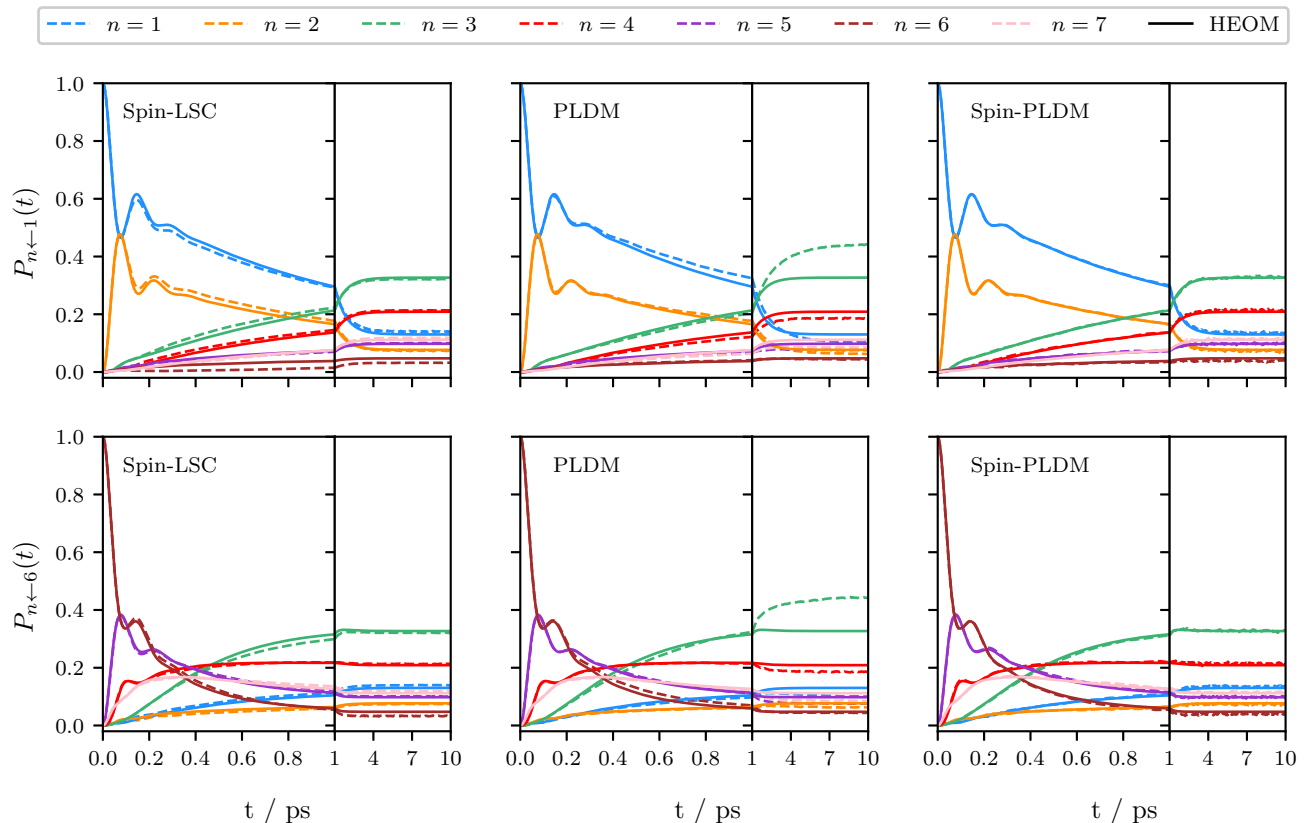 n = 1 n = 2 n = 3 n = 4 n = 5 n = 6 n = 7 HEOM
Spin-LSC PLDM Spin-PLDM
1.0
0.8
0.6
0.4
0.2
0.0
P_{n←1}(t)
Spin-LSC PLDM Spin-PLDM
1.0
0.8
0.6
0.4
0.2
0.0
P_{n←6}(t)
0.0 0.2 0.4 0.6 0.8 1 4 7 10 0.0 0.2 0.4 0.6 0.8 1 4 7 10 0.0 0.2 0.4 0.6 0.8 1 4 7 10
t / ps t / ps t / ps